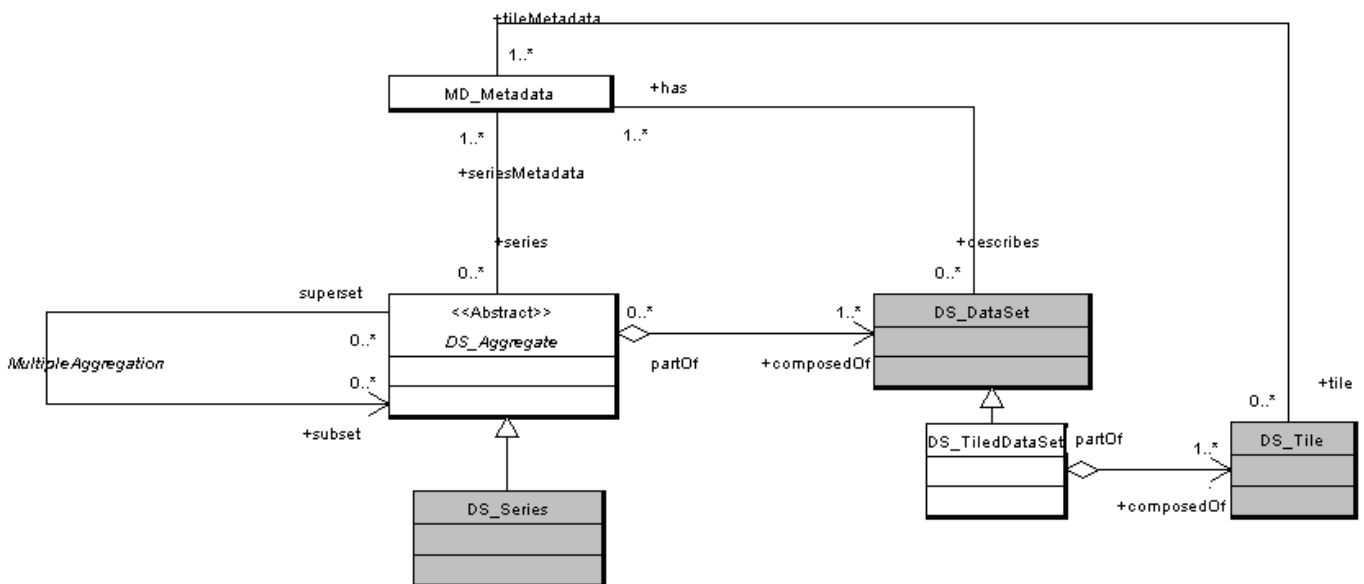 +tileMetadata
1..*
MD_Metadata
+has
1..*
1..*
+seriesMetadata
+series
+describes
0..*
0..*
superset
<<Abstract>>
DS_Aggregate
0..*
1..*
DS_DataSet
0..*
MultipleAggregation
partOf
+composedOf
0..*
+subset
+tile
0..*
DS_TiledDataSet
partOf
1..*
DS_Tile
+composedOf
DS_Series